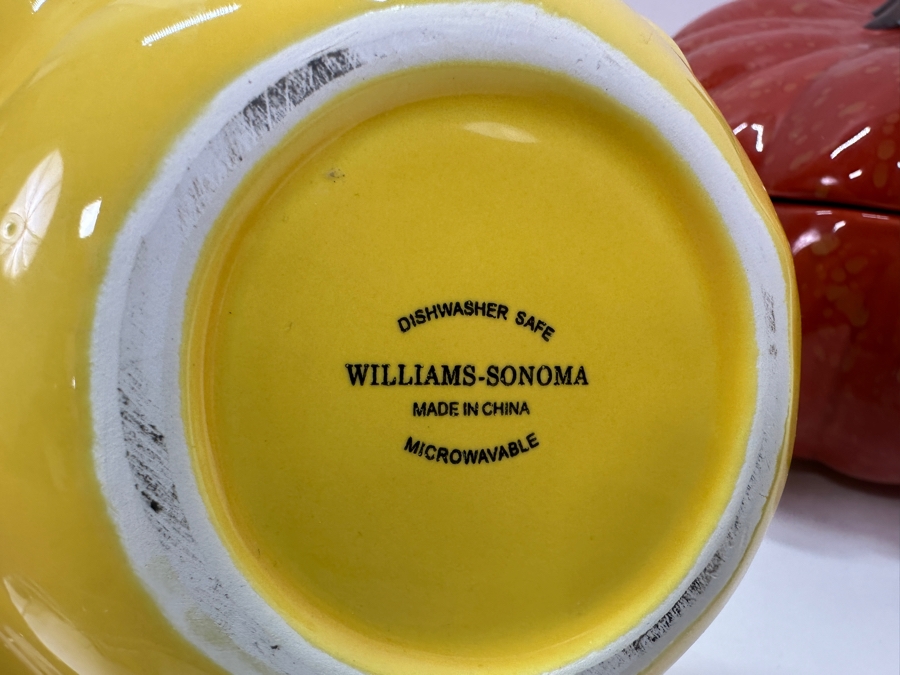 DISHWASHER SAFE
WILLIAMS-SONOMA
MADE IN CHINA
MICROWAVABLE